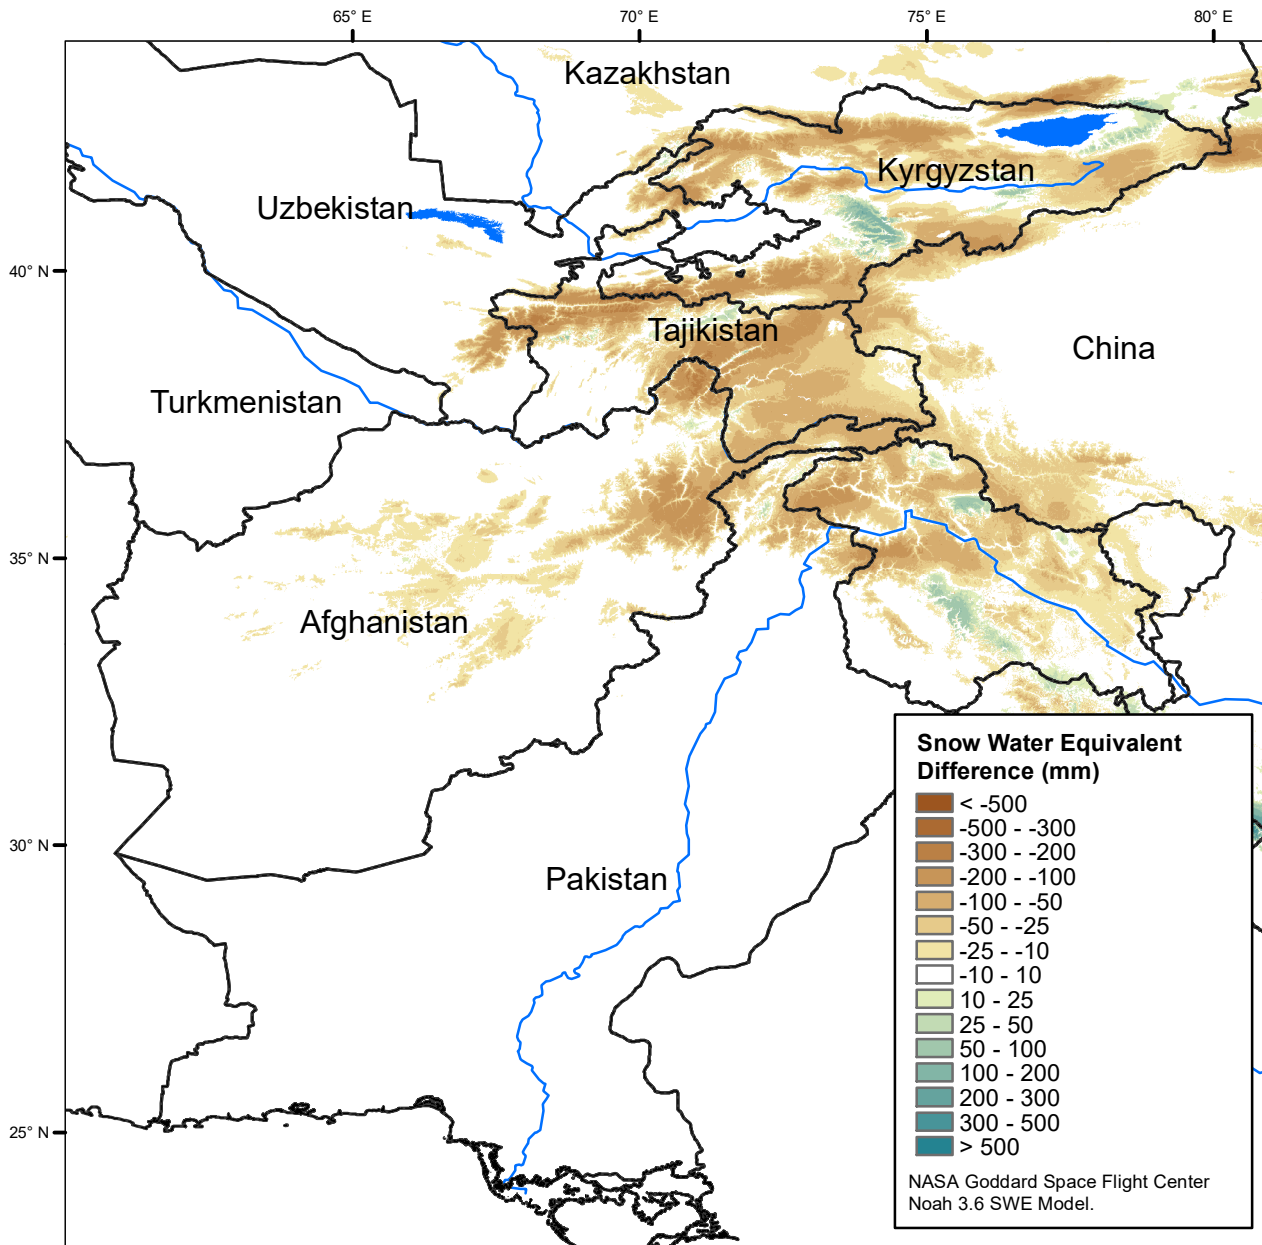 65° E
70° E
75° E
80° E
Kazakhstan
Kyrgyzstan
Uzbekistan
40° N
Tajikistan
China
Turkmenistan
35° N
Afghanistan
30° N
Pakistan
25° N
Snow Water Equivalent
Difference (mm)
< -500
-500 - -300
-300 - -200
-200 - -100
-100 - -50
-50 - -25
-25 - -10
-10 - 10
10 - 25
25 - 50
50 - 100
100 - 200
200 - 300
300 - 500
> 500
NASA Goddard Space Flight Center
Noah 3.6 SWE Model.